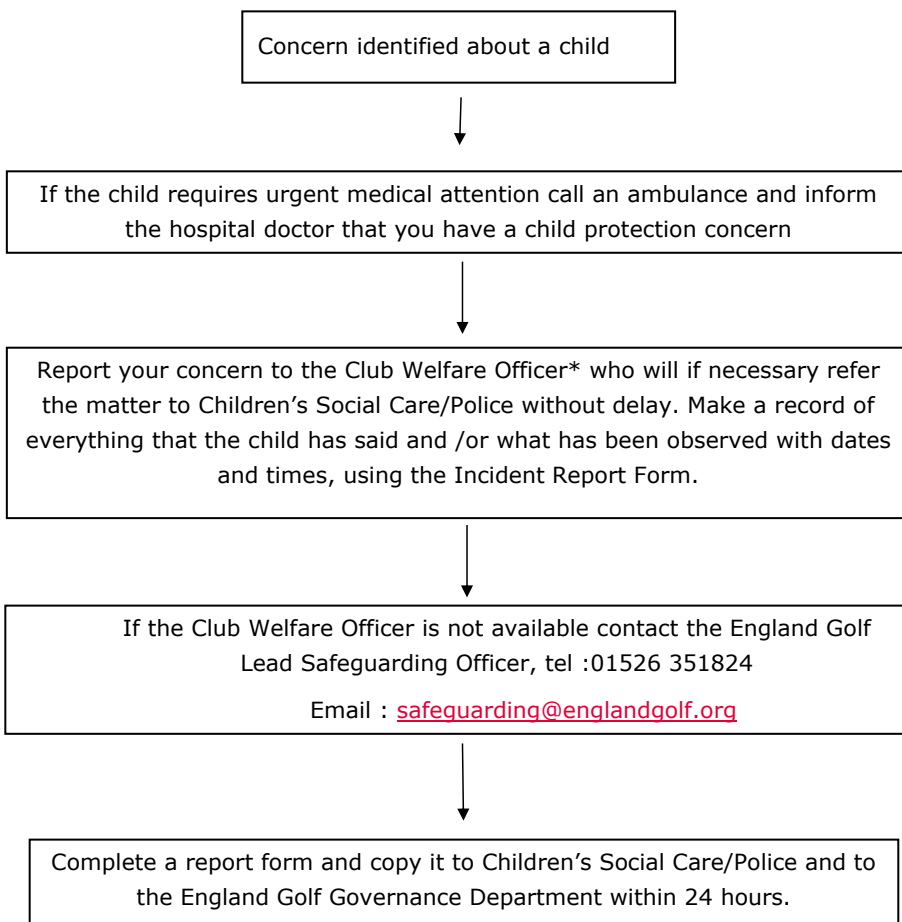 Concern identified about a child
If the child requires urgent medical attention call an ambulance and inform
the hospital doctor that you have a child protection concern
Report your concern to the Club Welfare Officer* who will if necessary refer
the matter to Children’s Social Care/Police without delay. Make a record of
everything that the child has said and /or what has been observed with dates
and times, using the Incident Report Form.
If the Club Welfare Officer is not available contact the England Golf
Lead Safeguarding Officer, tel :01526 351824
Email : safeguarding@englandgolf.org
Complete a report form and copy it to Children’s Social Care/Police and to
the England Golf Governance Department within 24 hours.